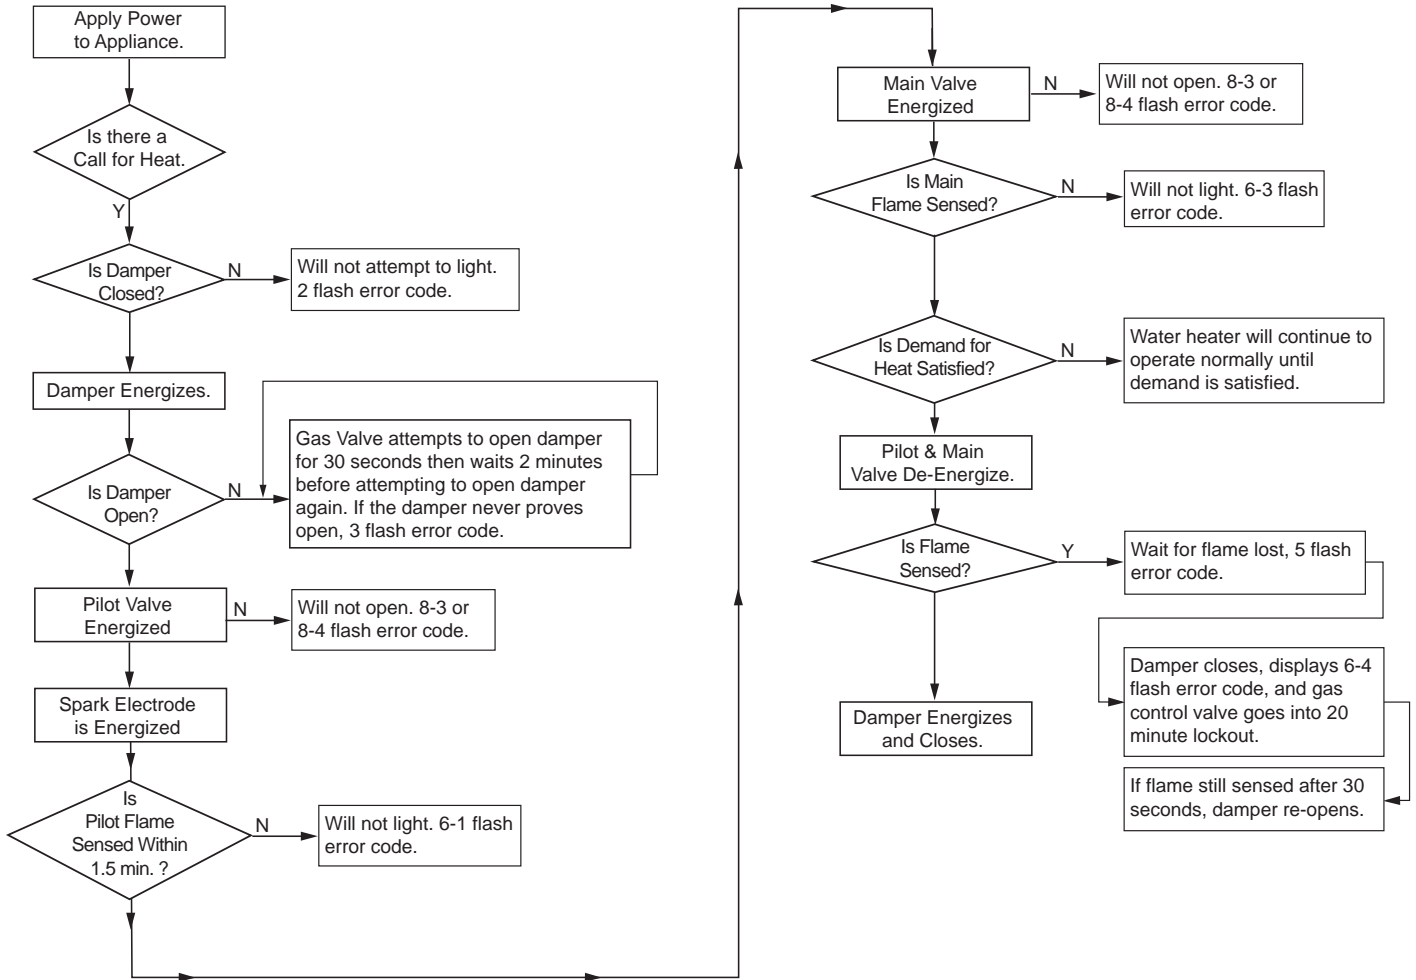 Apply Power
to Appliance.
Is there a
Call for Heat.
Y
Is Damper
Closed?
N
Will not attempt to light.
2 flash error code.
Damper Energizes.
Is Damper
Open?
N
Gas Valve attempts to open damper
for 30 seconds then waits 2 minutes
before attempting to open damper
again. If the damper never proves
open, 3 flash error code.
Pilot Valve
Energized
N
Will not open. 8-3 or
8-4 flash error code.
Spark Electrode
is Energized
Is
Pilot Flame
Sensed Within
1.5 min. ?
N
Will not light. 6-1 flash
error code.
Main Valve
Energized
N
Will not open. 8-3 or
8-4 flash error code.
Is Main
Flame Sensed?
N
Will not light. 6-3 flash
error code.
Is Demand for
Heat Satisfied?
N
Water heater will continue to
operate normally until
demand is satisfied.
Pilot & Main
Valve De-Energize.
Is Flame
Sensed?
Y
Wait for flame lost, 5 flash
error code.
Damper closes, displays 6-4
flash error code, and gas
control valve goes into 20
minute lockout.
If flame still sensed after 30
seconds, damper re-opens.
Damper Energizes
and Closes.